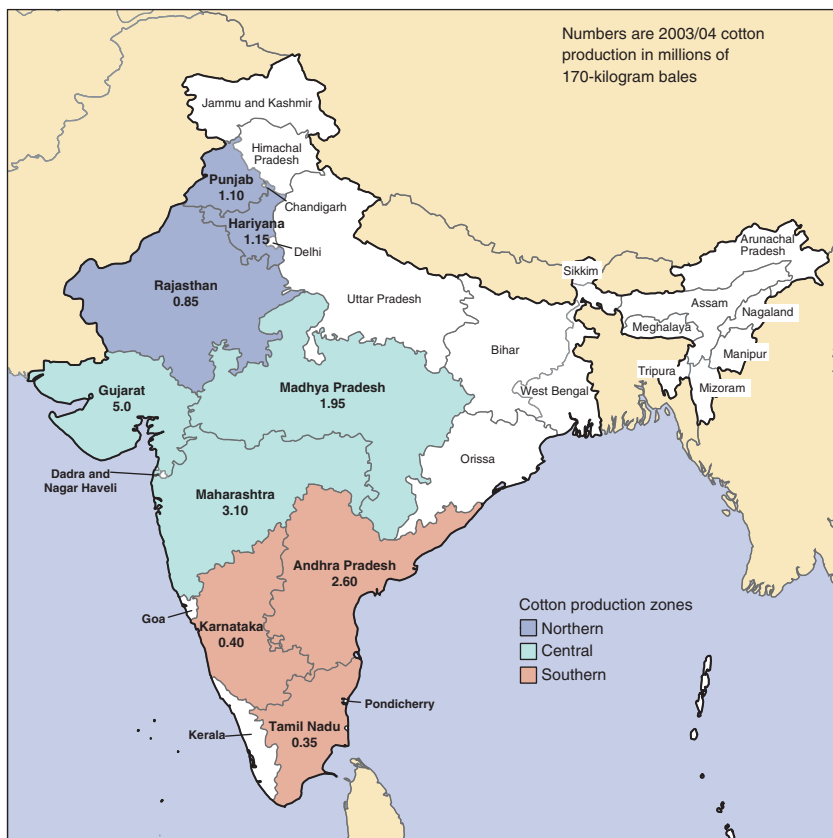 Numbers are 2003/04 cotton
production in millions of
170-kilogram bales
Jammu and Kashmir
Himachal
Pradesh
Punjab
1.10
Chandigarh
Hariyana
1.15
Delhi
Rajasthan
0.85
Uttar Pradesh
Sikkim
Arunachal
Pradesh
Assam
Nagaland
Meghalaya
Manipur
Bihar
Tripura
Mizoram
West Bengal
Gujarat
5.0
Madhya Pradesh
1.95
Orissa
Dadra and
Nagar Haveli
Maharashtra
3.10
Andhra Pradesh
2.60
Goa
Karnataka
0.40
Cotton production zones
Northern
Central
Southern
Pondicherry
Kerala
Tamil Nadu
0.35